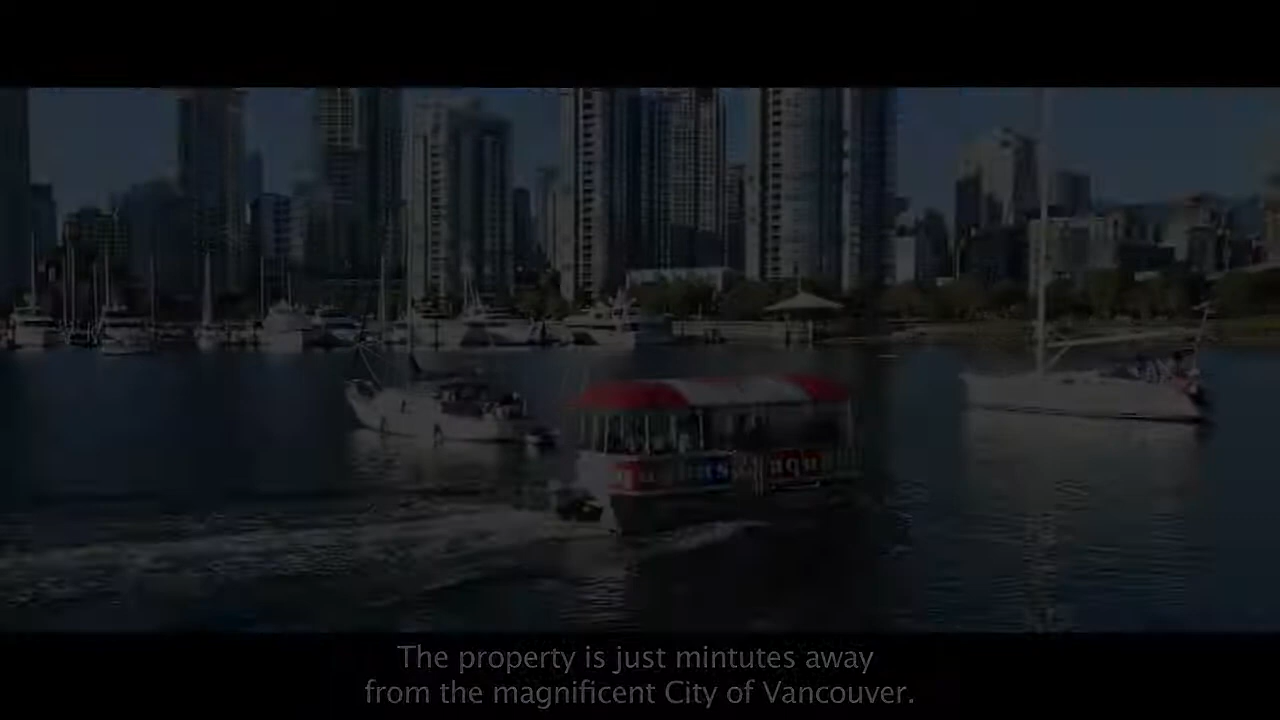 The property is just mintutes away
from the magnificent City of Vancouver.